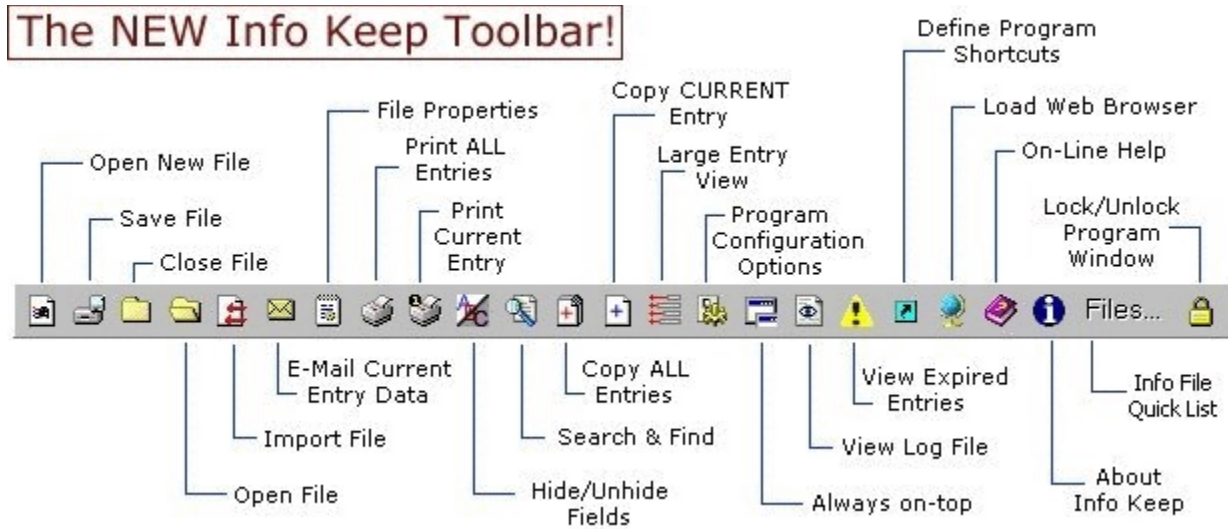 The NEW Info Keep Toolbar!
Define Program
Shortcuts
Copy CURRENT
Entry
File Properties
Load Web Browser
Print ALL
Entries
Large Entry
View
On-Line Help
Open New File
Save File
Print
Current
Entry
Program
Configuration
Options
Lock/Unlock
Program
Window
Close File
Files...
E-Mail Current
Entry Data
Copy ALL
Entries
View Expired
Entries
Info File
Quick List
Import File
Search & Find
View Log File
Open File
Hide/Unhide
Fields
Always on-top
About
Info Keep